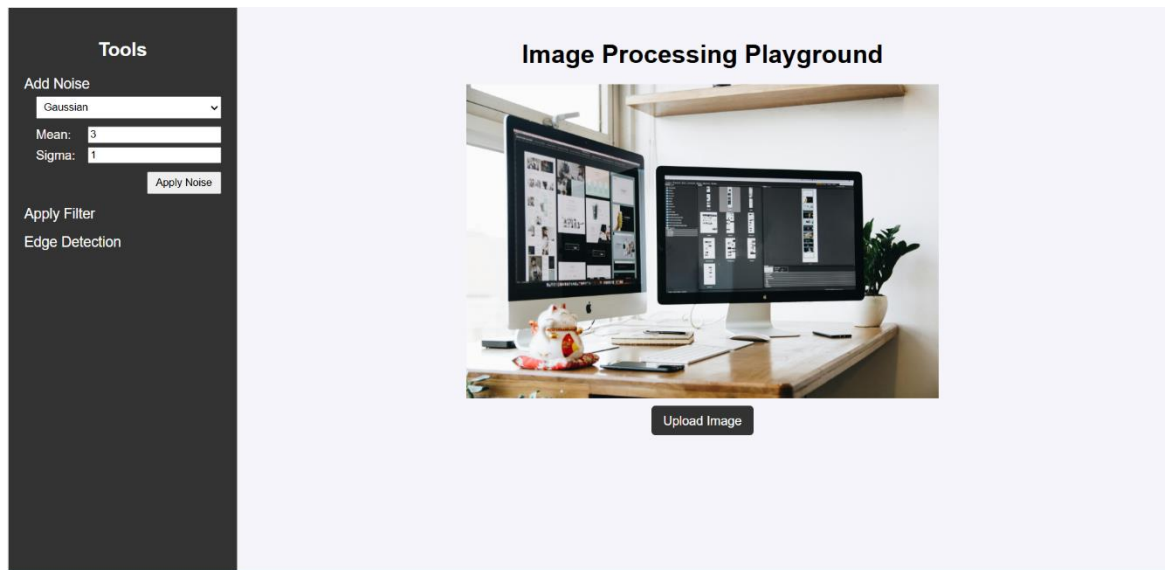 Tools
Add Noise
Gaussian
Mean: 3
Sigma: 1
Apply Noise
Apply Filter
Edge Detection
Image Processing Playground
Upload Image